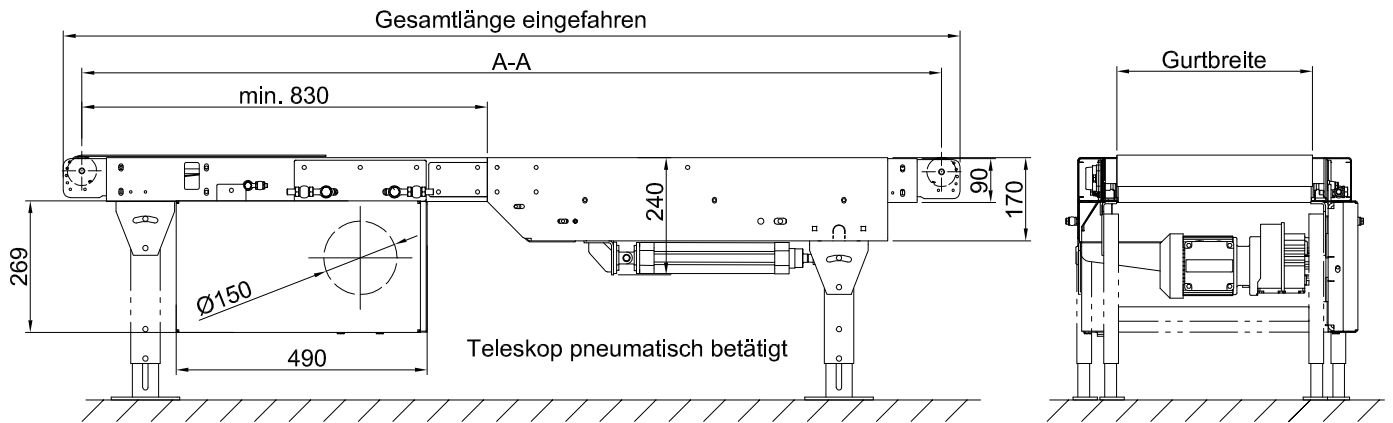 Gesamtlänge eingefahren
A-A
Gurtbreite
min. 830
240
90
170
269
Ø150
490
Teleskop pneumatisch betätigt